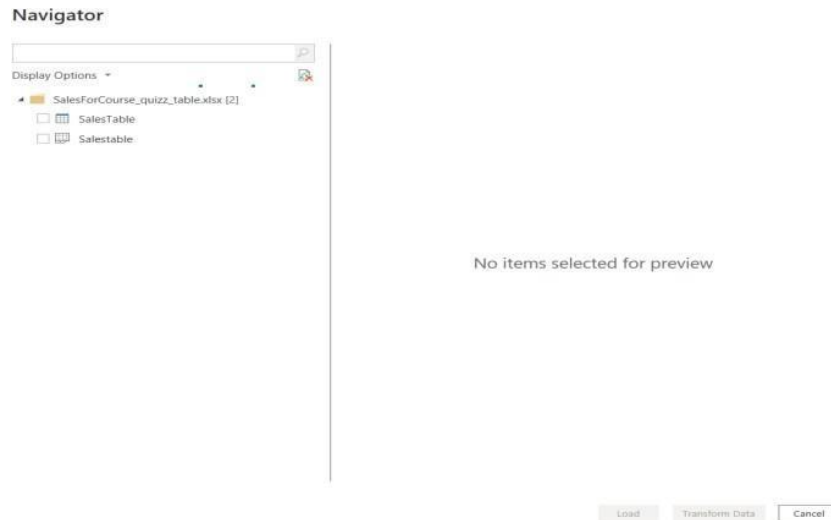 Navigator
Display Options
SalesForCourse_quizz_table.xlsx [2]
SalesTable
Salestable
No items selected for preview
Load Transform Data Cancel